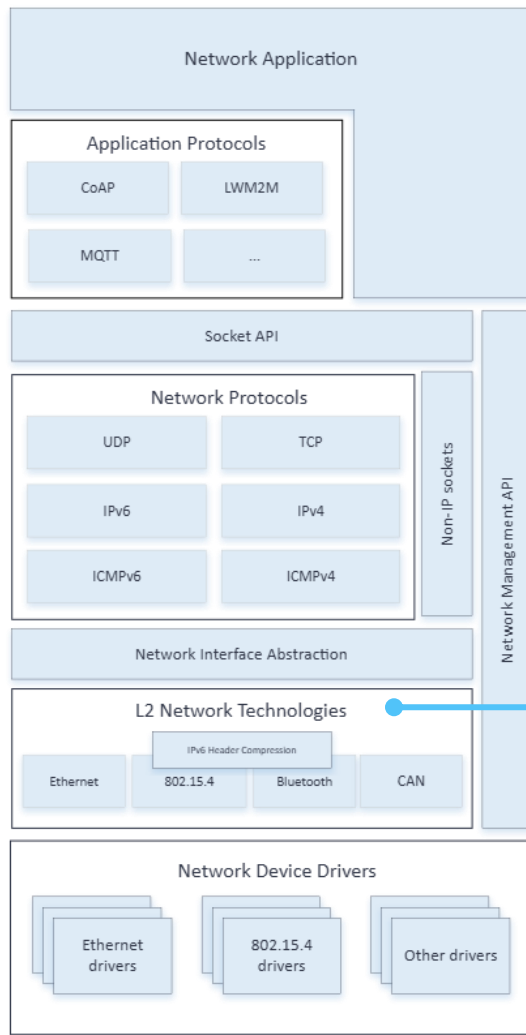 Network Application
Application Protocols
CoAP
LWM2M
MQTT
...
Socket API
Network Protocols
UDP
TCP
IPv6
IPv4
ICMPv6
ICMPv4
Non-IP sockets
Network Management API
Network Interface Abstraction
L2 Network Technologies
IPv6 Header Compression
Ethernet
802.15.4
Bluetooth
CAN
Network Device Drivers
Ethernet
drivers
802.15.4
drivers
Other drivers